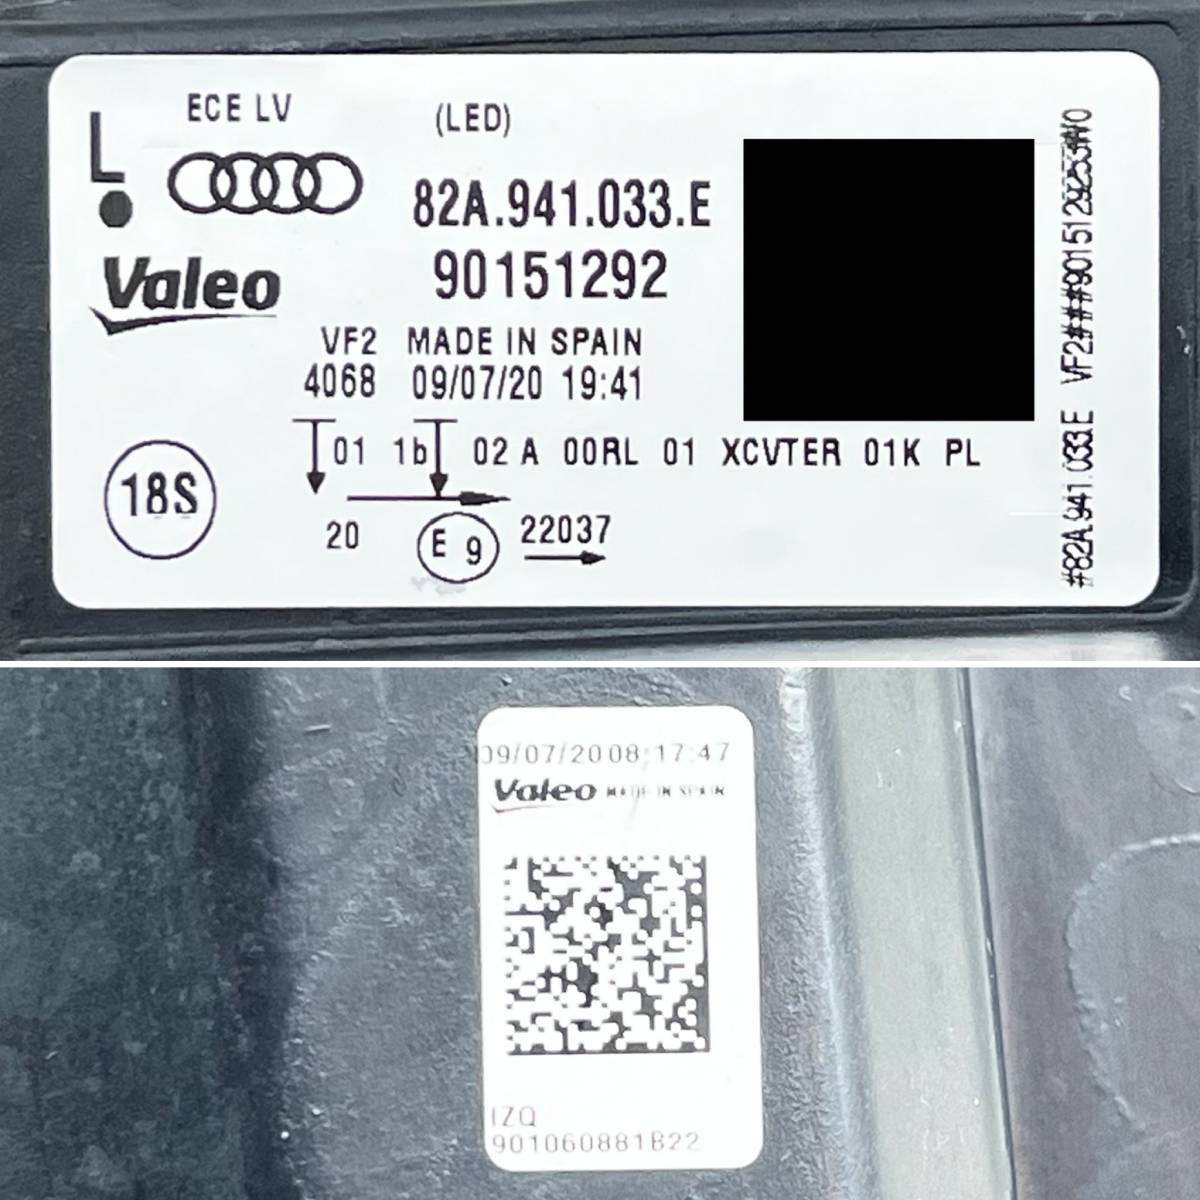 L
ECE LV
(LED)
82A.941.033.E
Valeo
90151292
VF2 MADE IN SPAIN
4068 09/07/20 19:41
01 1b 02 A 00RL 01 XCVTER 01K PL
18S
20
E 9
22037
#82A.941.033.E VF2###90151292
09/07/2008:17:47
Valeo MADE IN SPAIN
IZQ
901060881B22